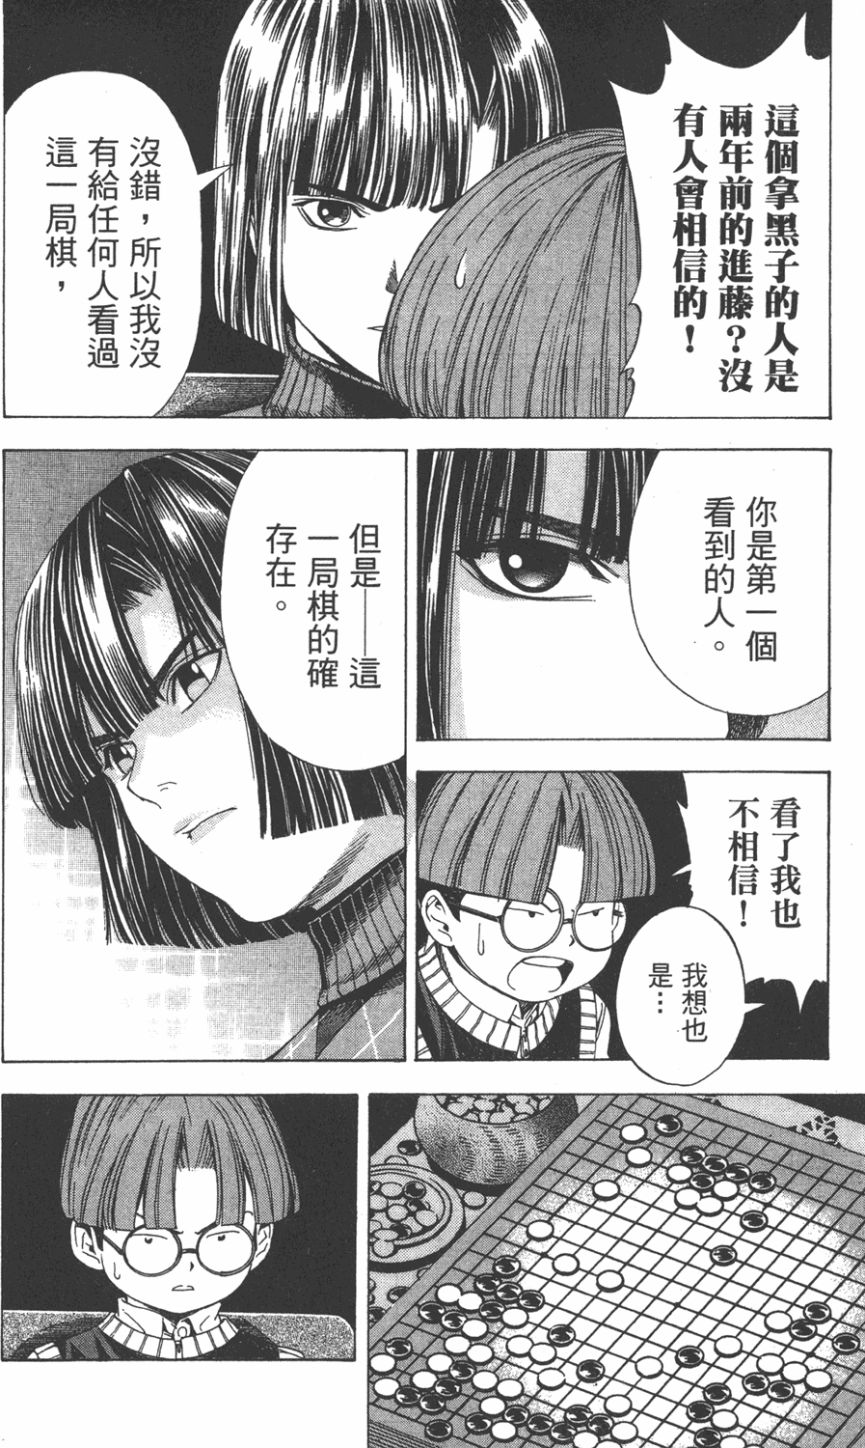 這個拿黑子的人是
兩年前的進藤？沒
有人會相信的！
沒錯，所以我沒
有給任何人看過
這一局棋，
你是第一個
看到的人。
但是——這
一局棋的確
存在。
看了我也
不相信！
我想也
是…